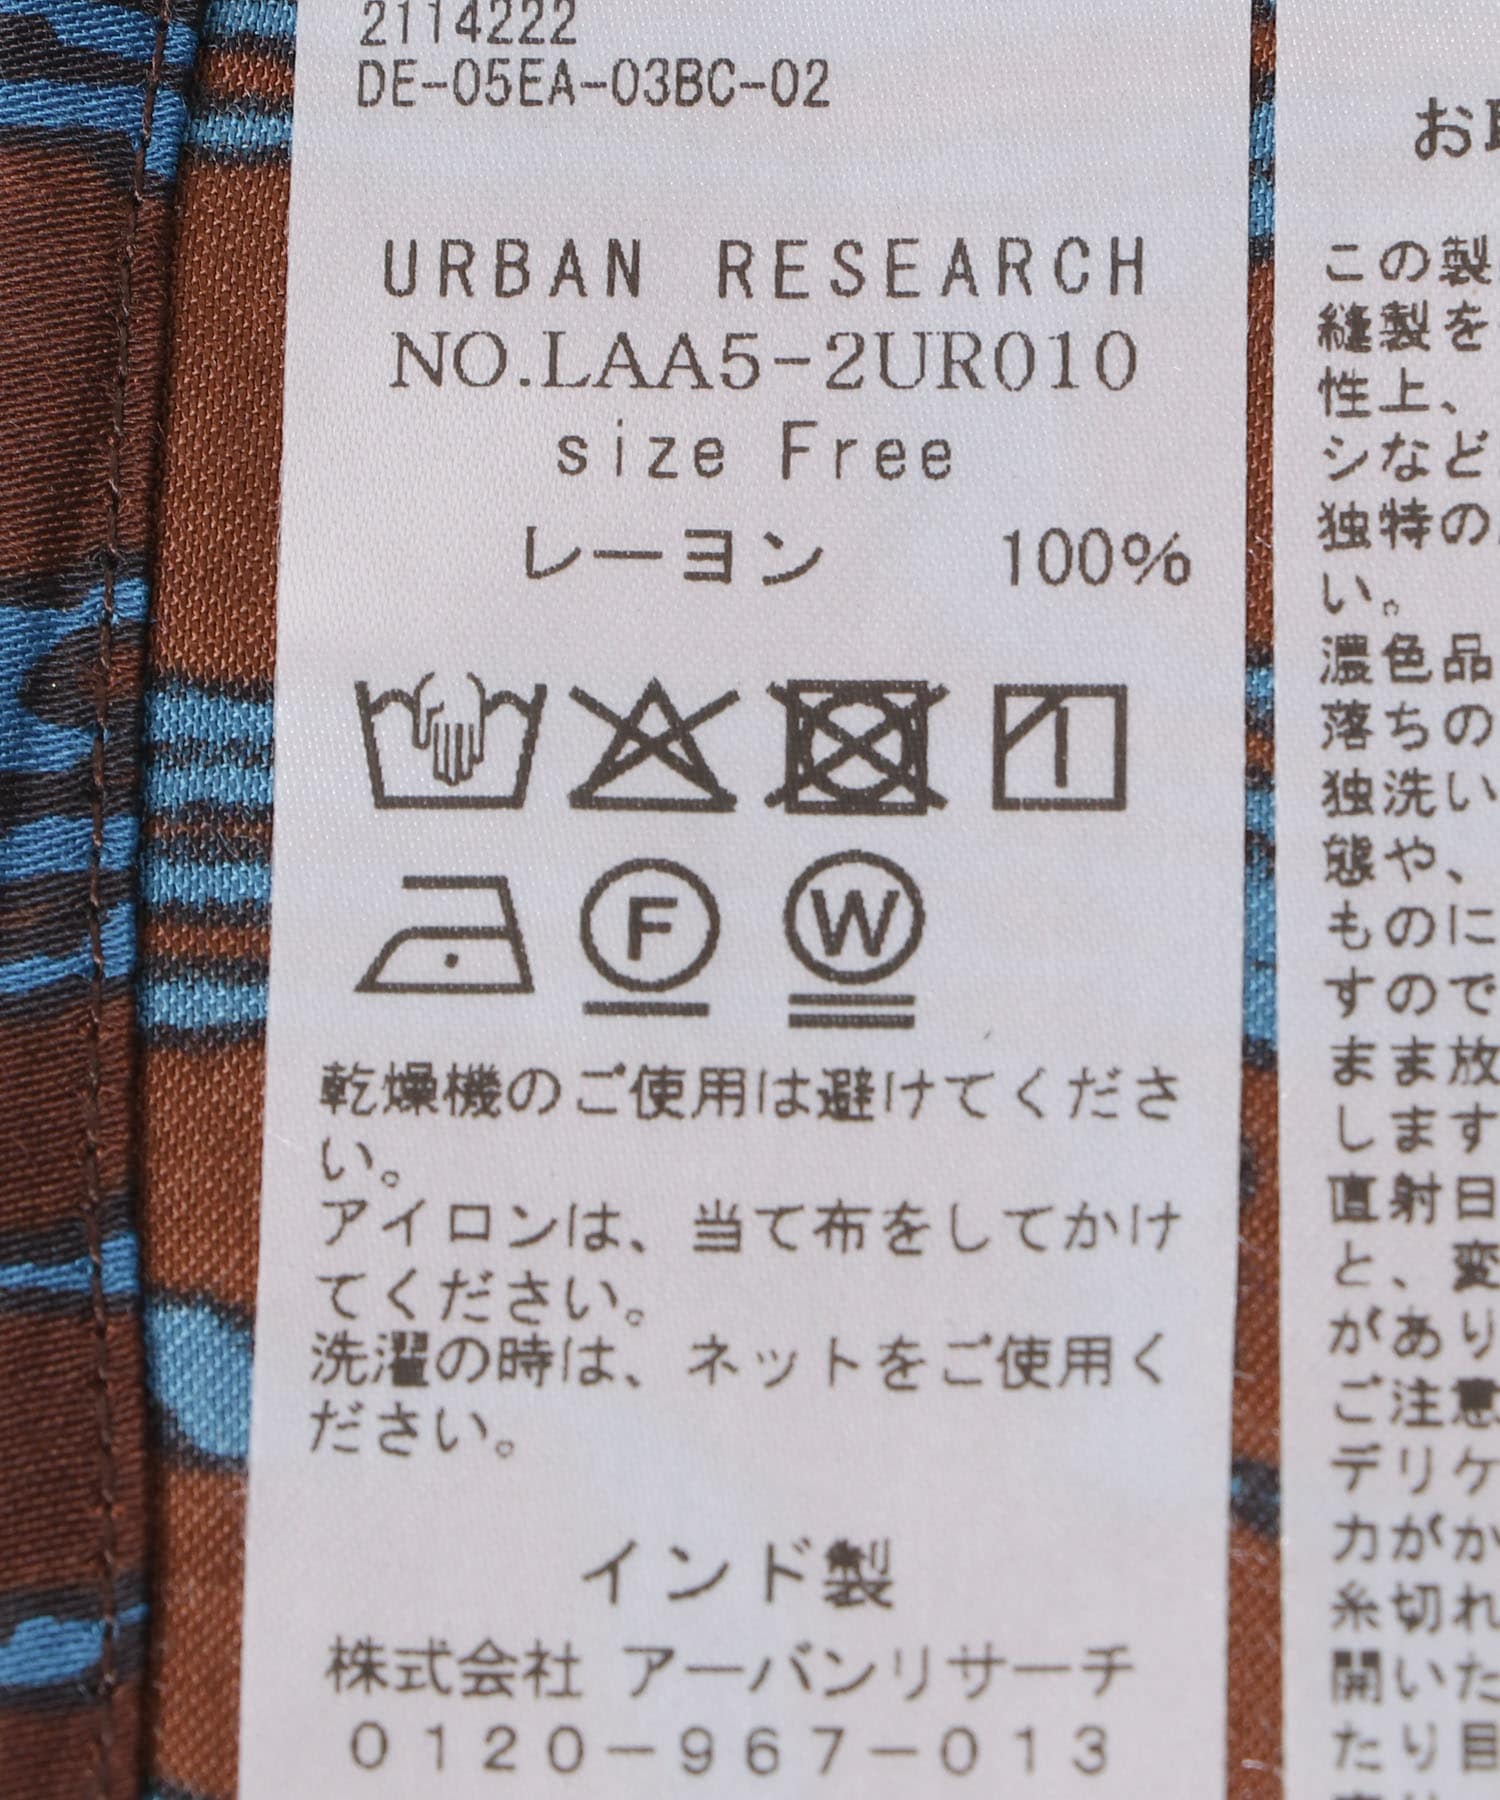 2114222
DE-05EA-03BC-02
URBAN RESEARCH
NO.LAA5-2UR010
size Free
レーヨン 100%
F
W
乾燥機のご使用は避けてくださ
い。
アイロンは、当て布をしてかけ
てください。
洗濯の時は、ネットをご使用く
ださい。
インド製
株式会社 アーバンリサーチ
0120-967-013
お取
この製
縫製を
性上、
シなど
独特の
い。
濃色品
落ちの
独洗い
態や、
ものに
すので
まま放
します
直射日
と、変
があり
ご注意
デリケ
力がか
糸切れ
開いた
たり目